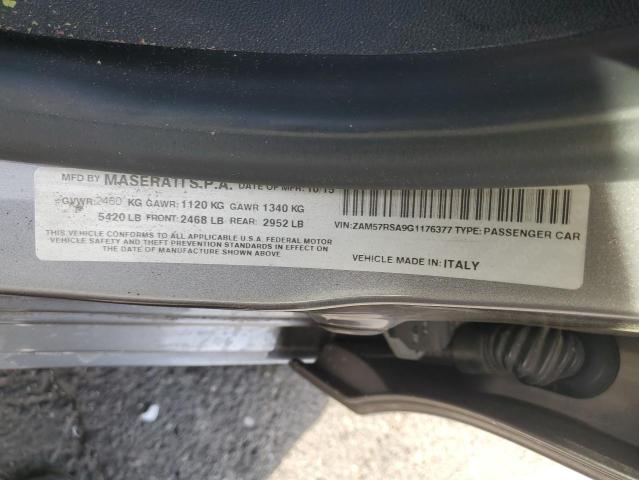 MFD BY MASERATI S.P.A. DATE OF MFR: 10/15
GVWR: 2460 KG GAWR: 1120 KG GAWR 1340 KG
5420 LB FRONT: 2468 LB REAR: 2952 LB
THIS VEHICLE CONFORMS TO ALL APPLICABLE U.S.A. FEDERAL MOTOR
VEHICLE SAFETY AND THEFT PREVENTION STANDARDS IN EFFECT ON
THE DATE OF MANUFACTURE SHOWN ABOVE.
VIN: ZAM57RSA9G1176377 TYPE: PASSENGER CAR
VEHICLE MADE IN: ITALY